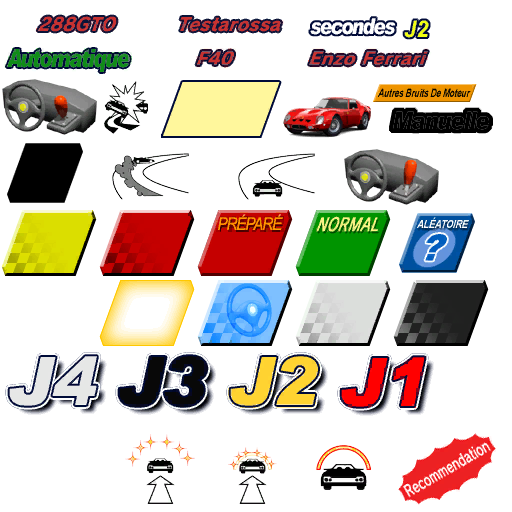 288GTO
Testarossa
secondes J2
Automatique
F40
Enzo Ferrari
Autres Bruits De Moteur
Manuelle
PRÉPARÉ
NORMAL
ALÉATOIRE
?
J4 J3 J2 J1
Recommendation